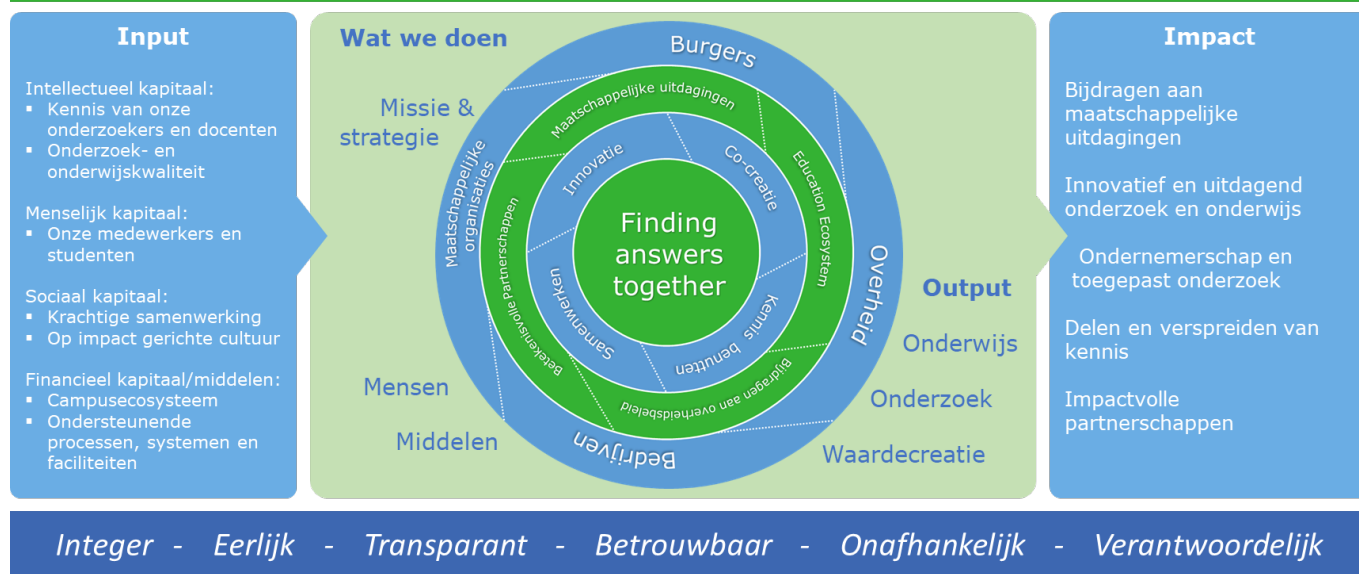 Input
Intellectueel kapitaal:
▪ Kennis van onze
onderzoekers en docenten
▪ Onderzoek- en
onderwijskwaliteit
Menselijk kapitaal:
▪ Onze medewerkers en
studenten
Sociaal kapitaal:
▪ Krachtige samenwerking
▪ Op impact gerichte cultuur
Financieel kapitaal/middelen:
▪ Campusecosysteem
▪ Ondersteunende
processen, systemen en
faciliteiten
Wat we doen
Missie &
strategie
Mensen
Middelen
Burgers
Overheid
Bedrijven
Maatschappelijke
organisaties
Maatschappelijke uitdagingen
Education Ecosystem
Bijdragen aan overheidsbeleid
Betekenisvolle Partnerschappen
Innovatie
Co-creatie
Kennis benutten
Samenwerken
Finding
answers
together
Output
Onderwijs
Onderzoek
Waardecreatie
Impact
Bijdragen aan
maatschappelijke
uitdagingen
Innovatief en uitdagend
onderzoek en onderwijs
Ondernemerschap en
toegepast onderzoek
Delen en verspreiden van
kennis
Impactvolle
partnerschappen
Integer - Eerlijk - Transparant - Betrouwbaar - Onafhankelijk - Verantwoordelijk